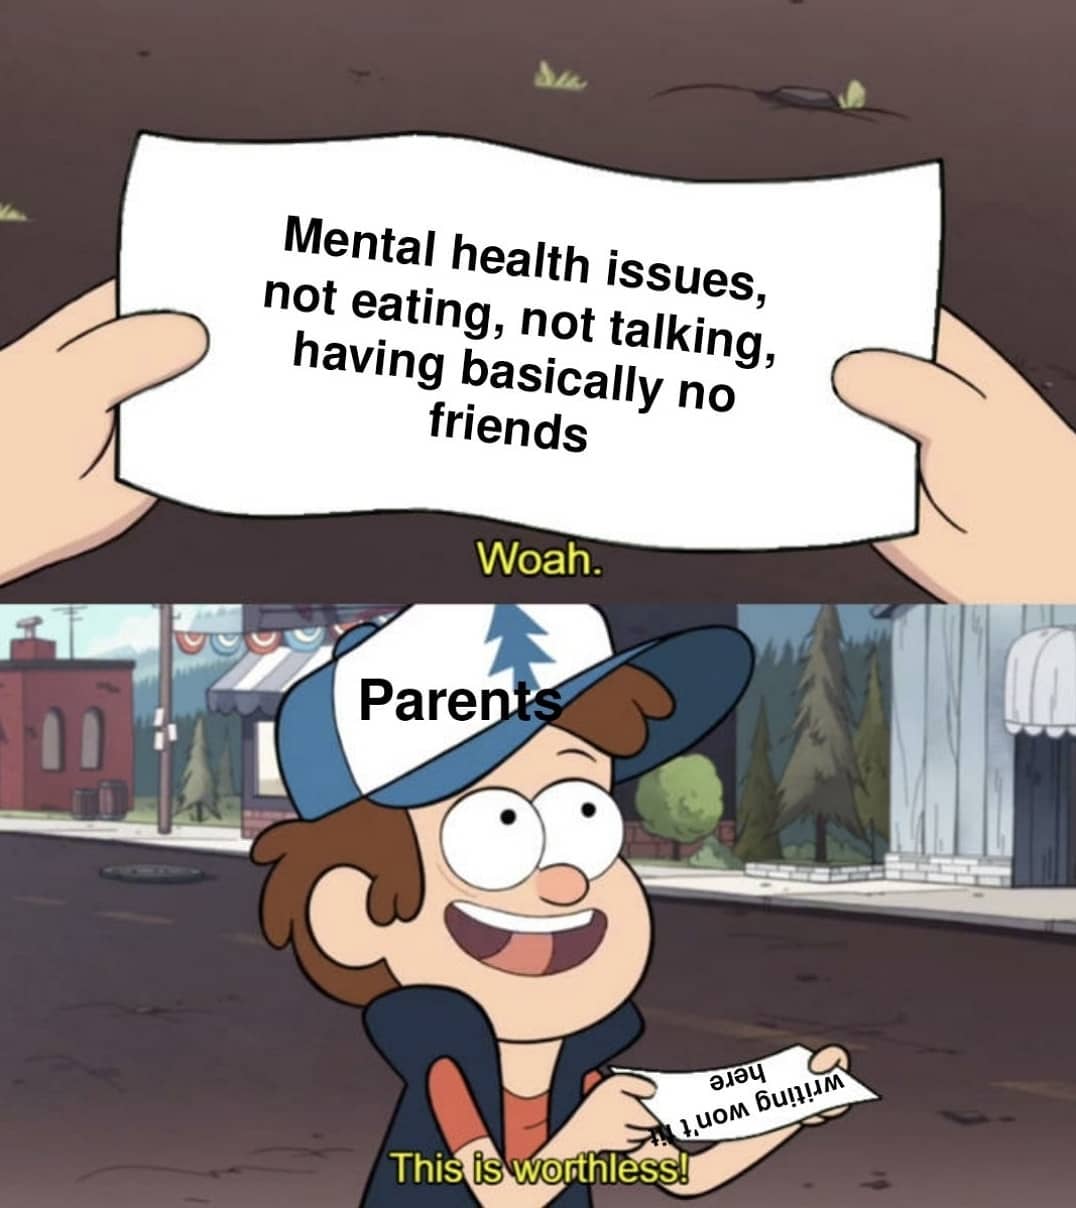 Mental health issues,
not eating, not talking,
having basically no
friends
Woah.
Parents
writing won't fit
here
This is worthless!